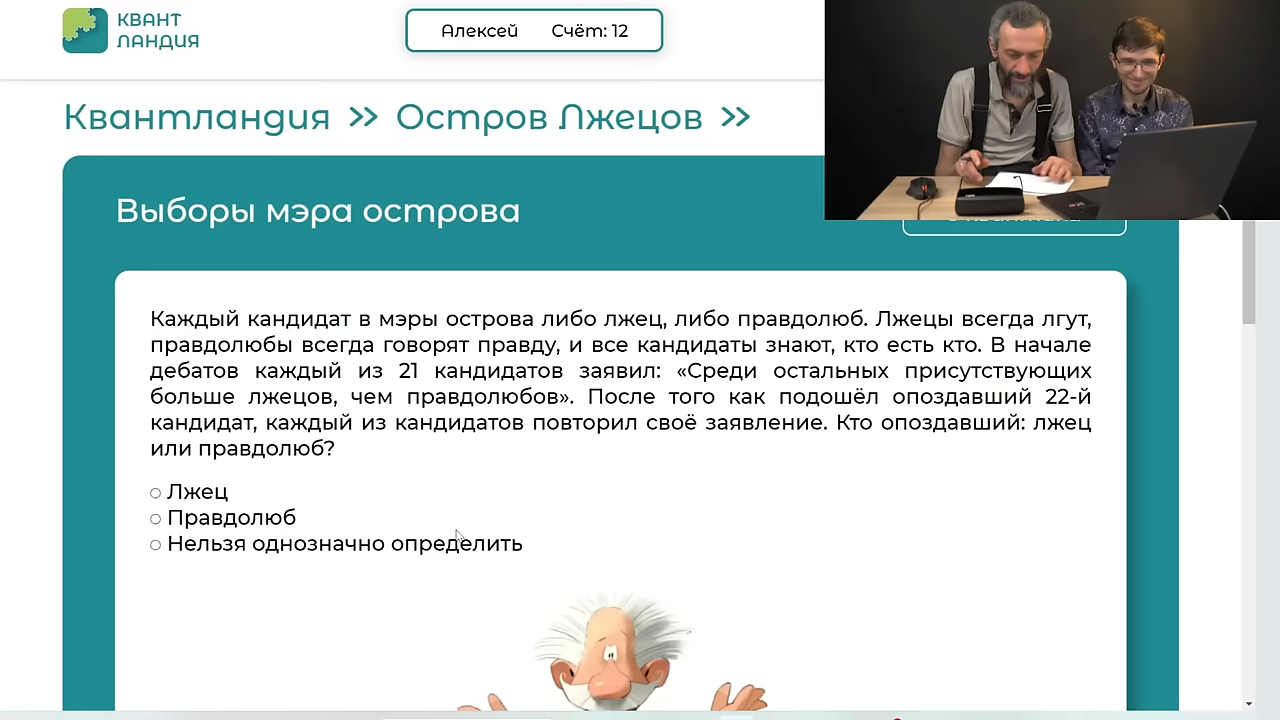 КВАНТ
ЛАНДИЯ
Алексей Счёт: 12
Квантландия >> Остров Лжецов >>
Выборы мэра острова
Каждый кандидат в мэры острова либо лжец, либо правдолюб. Лжецы всегда лгут,
правдолюбы всегда говорят правду, и все кандидаты знают, кто есть кто. В начале
дебатов каждый из 21 кандидатов заявил: «Среди остальных присутствующих
больше лжецов, чем правдолюбов». После того как подошёл опоздавший 22-й
кандидат, каждый из кандидатов повторил своё заявление. Кто опоздавший: лжец
или правдолюб?
Лжец
Правдолюб
Нельзя однозначно определить